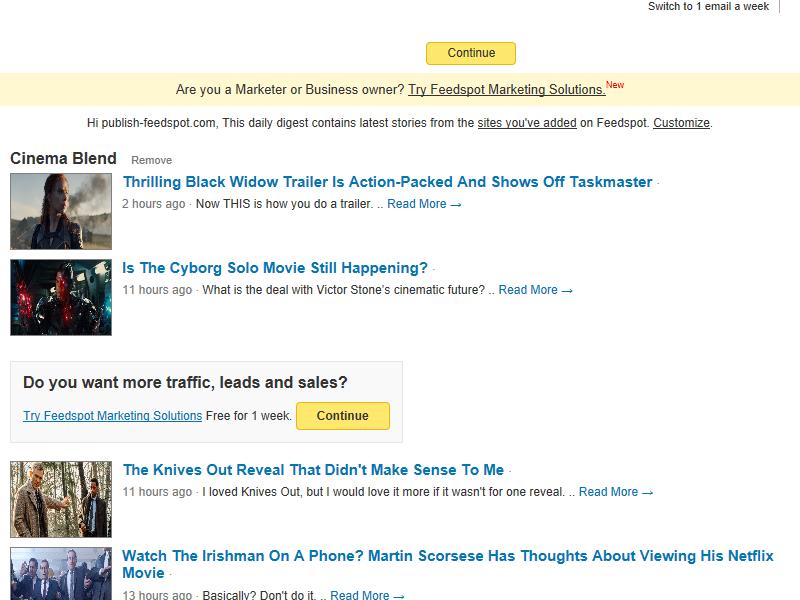 Switch to 1 email a week
Continue
Are you a Marketer or Business owner? Try Feedspot Marketing Solutions.New
Hi publish-feedspot.com, This daily digest contains latest stories from the sites you've added on Feedspot. Customize.
Cinema Blend Remove
Thrilling Black Widow Trailer Is Action-Packed And Shows Off Taskmaster ·
2 hours ago · Now THIS is how you do a trailer. .. Read More →
Is The Cyborg Solo Movie Still Happening? ·
11 hours ago · What is the deal with Victor Stone’s cinematic future? .. Read More →
Do you want more traffic, leads and sales?
Try Feedspot Marketing Solutions Free for 1 week. Continue
The Knives Out Reveal That Didn't Make Sense To Me ·
11 hours ago · I loved Knives Out, but I would love it more if it wasn't for one reveal. .. Read More →
Watch The Irishman On A Phone? Martin Scorsese Has Thoughts About Viewing His Netflix
Movie ·
13 hours ago · Basically? Don't do it. .. Read More →